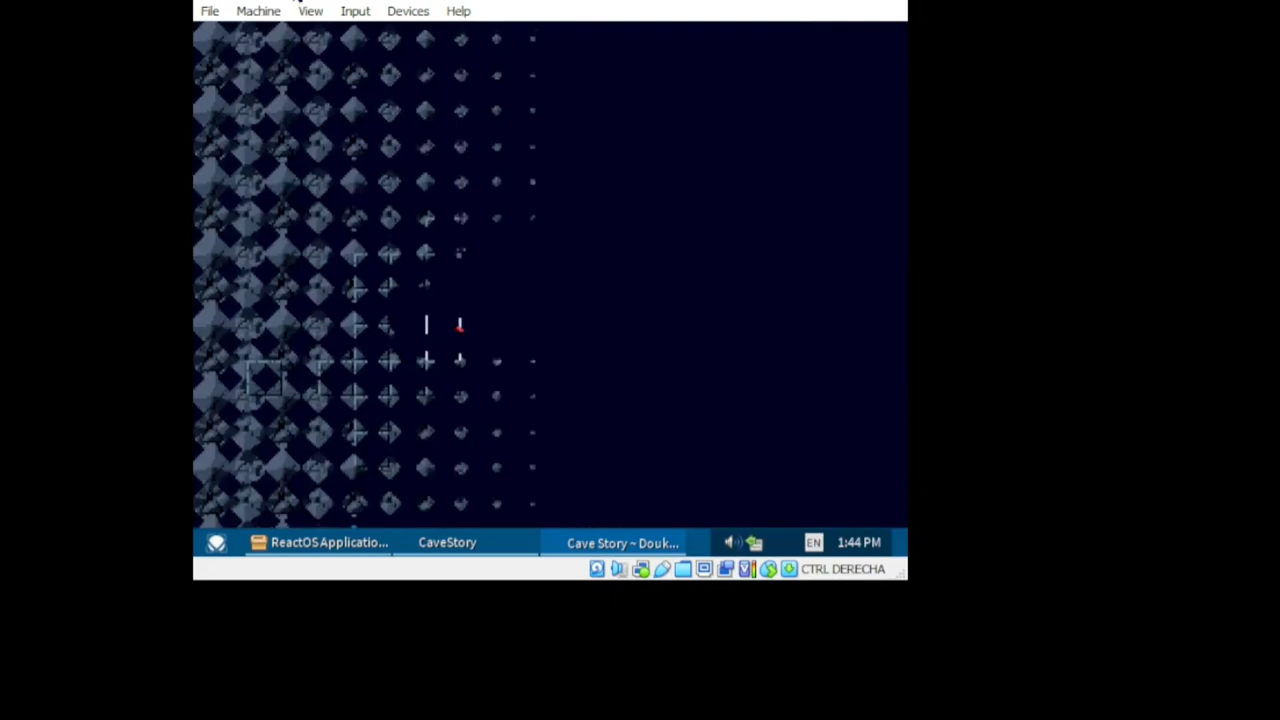 File Machine View Input Devices Help
ReactOS Applicatio... CaveStory Cave Story ~ Douk... EN 1:44 PM
CTRL DERECHA